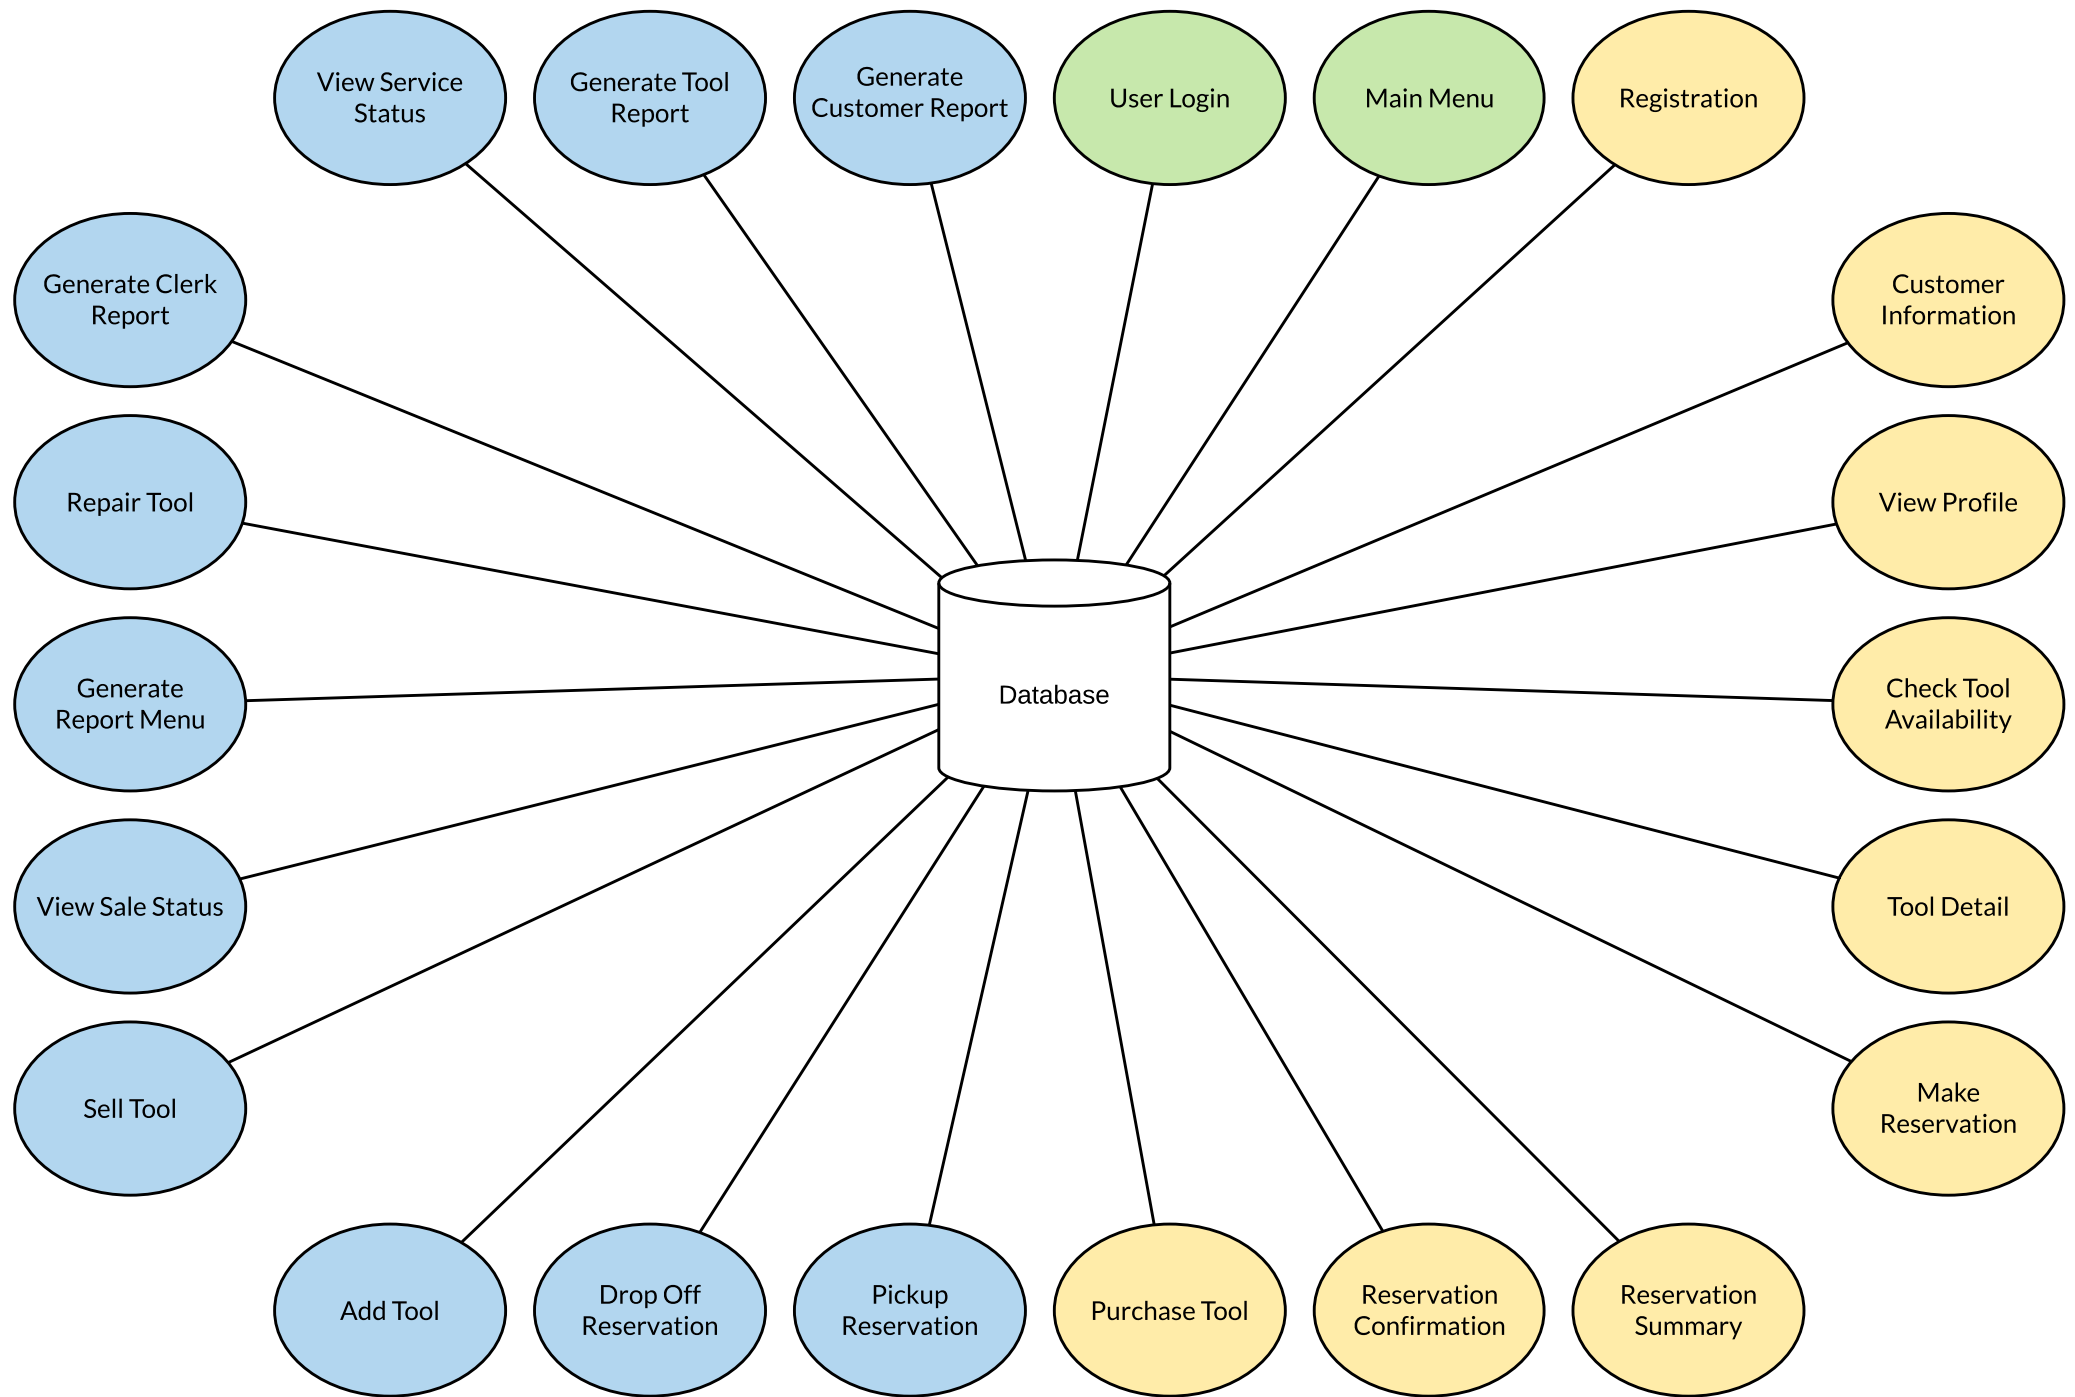 View Service
Status
Generate Tool
Report
Generate
Customer Report
User Login
Main Menu
Registration
Generate Clerk
Report
Customer
Information
Repair Tool
View Profile
Generate
Report Menu
Database
Check Tool
Availability
View Sale Status
Tool Detail
Sell Tool
Make
Reservation
Add Tool
Drop Off
Reservation
Pickup
Reservation
Purchase Tool
Reservation
Confirmation
Reservation
Summary